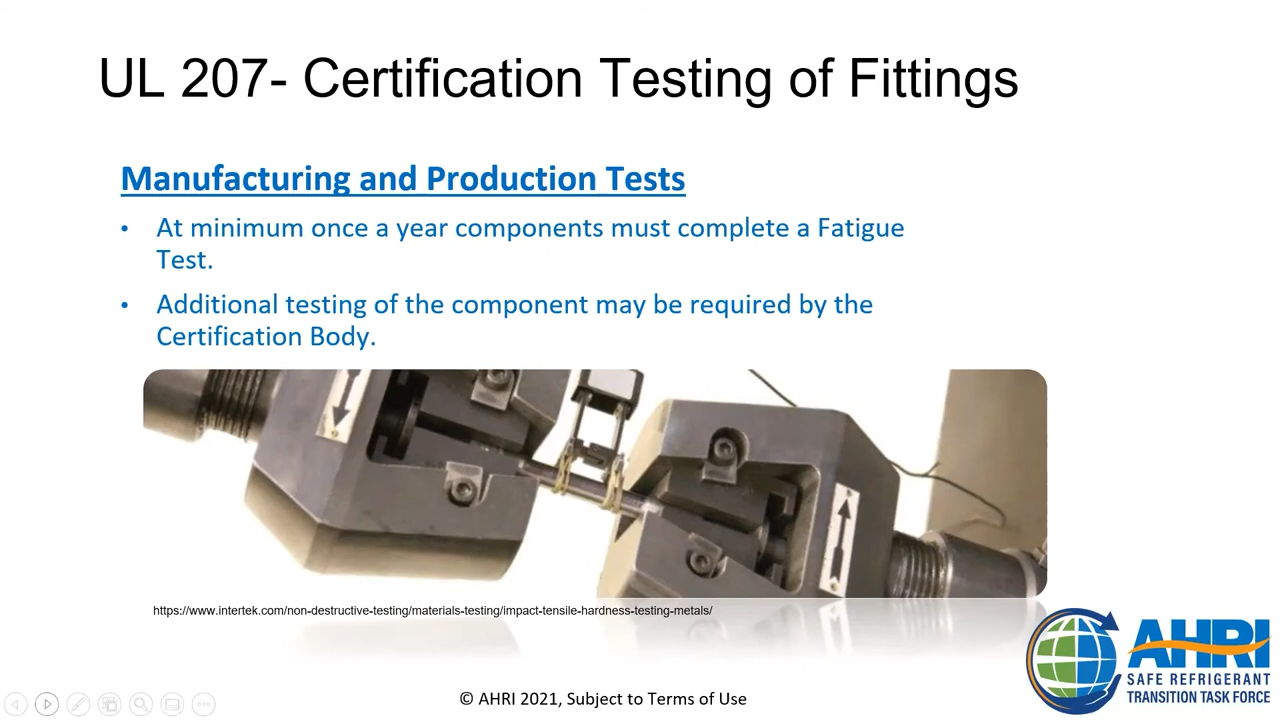 UL 207- Certification Testing of Fittings
Manufacturing and Production Tests
• At minimum once a year components must complete a Fatigue
Test.
• Additional testing of the component may be required by the
Certification Body.
https://www.intertek.com/non-destructive-testing/materials-testing/impact-tensile-hardness-testing-metals/
AHRI
SAFE REFRIGERANT
TRANSITION TASK FORCE
© AHRI 2021, Subject to Terms of Use